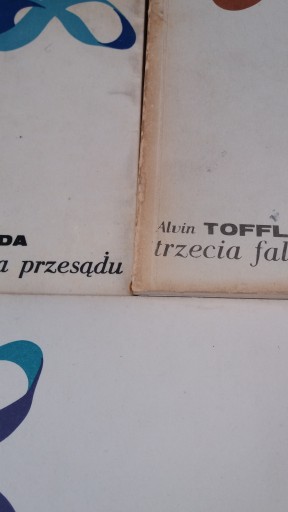 DA
a przesądu
Alvin TOFFL
trzecia fal